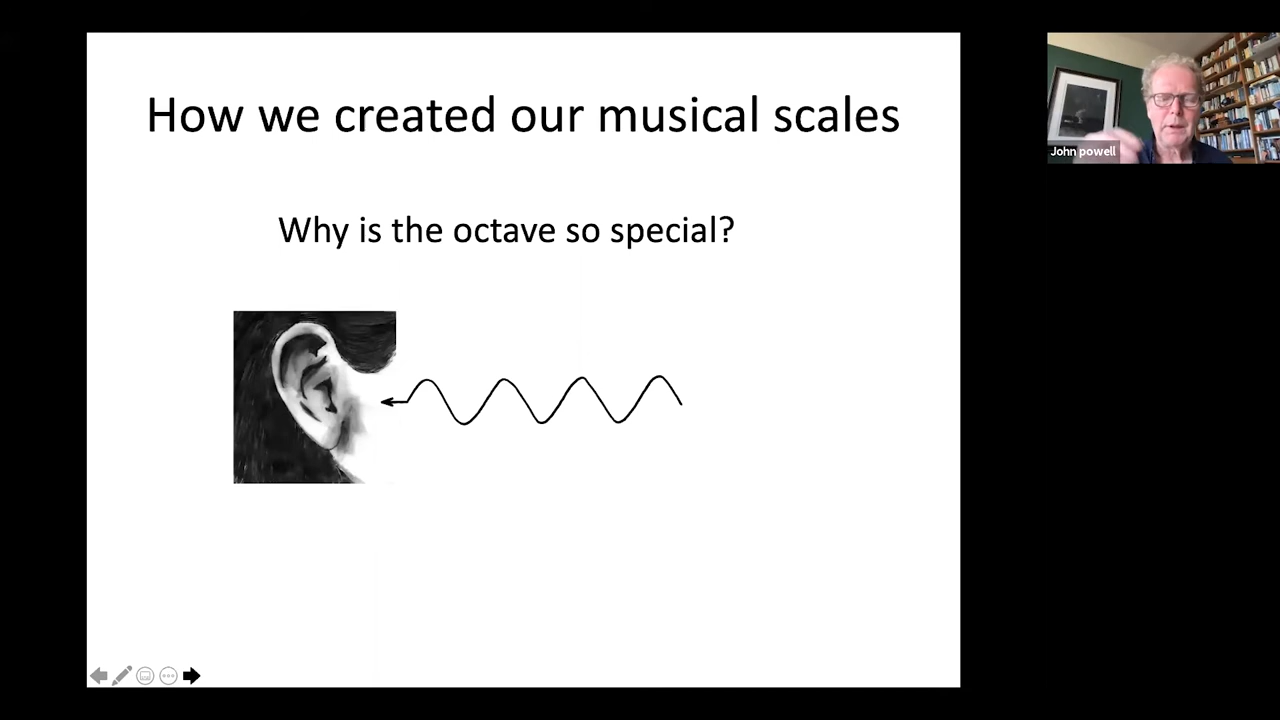 How we created our musical scales
Why is the octave so special?
John powell